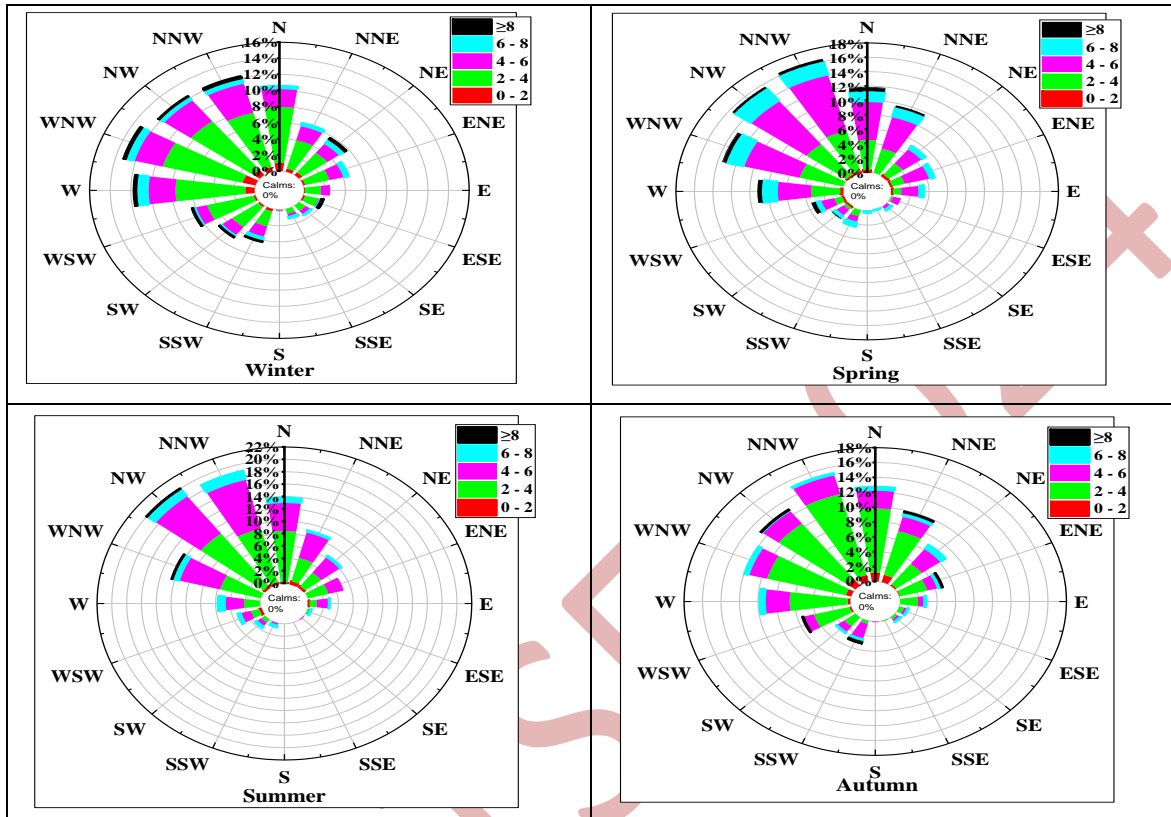 N
NNE
NE
ENE
E
ESE
SE
SSE
S
SSW
SW
WSW
W
WNW
NW
NNW
16%
14%
12%
10%
8%
6%
4%
2%
0%
Calms:
0%
≥8
6 - 8
4 - 6
2 - 4
0 - 2
Winter
N
NNE
NE
ENE
E
ESE
SE
SSE
S
SSW
SW
WSW
W
WNW
NW
NNW
18%
16%
14%
12%
10%
8%
6%
4%
2%
0%
Calms:
0%
≥8
6 - 8
4 - 6
2 - 4
0 - 2
Spring
N
NNE
NE
ENE
E
ESE
SE
SSE
S
SSW
SW
WSW
W
WNW
NW
NNW
22%
20%
18%
16%
14%
12%
10%
8%
6%
4%
2%
0%
Calms:
0%
≥8
6 - 8
4 - 6
2 - 4
0 - 2
Summer
N
NNE
NE
ENE
E
ESE
SE
SSE
S
SSW
SW
WSW
W
WNW
NW
NNW
18%
16%
14%
12%
10%
8%
6%
4%
2%
0%
Calms:
0%
≥8
6 - 8
4 - 6
2 - 4
0 - 2
Autumn